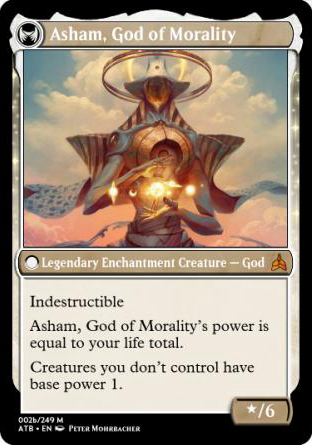 Asham, God of Morality
Legendary Enchantment Creature — God
Indestructible
Asham, God of Morality's power is
equal to your life total.
Creatures you don't control have
base power 1.
*/6
002b/249 M
ATB • EN Peter Mohrbacher